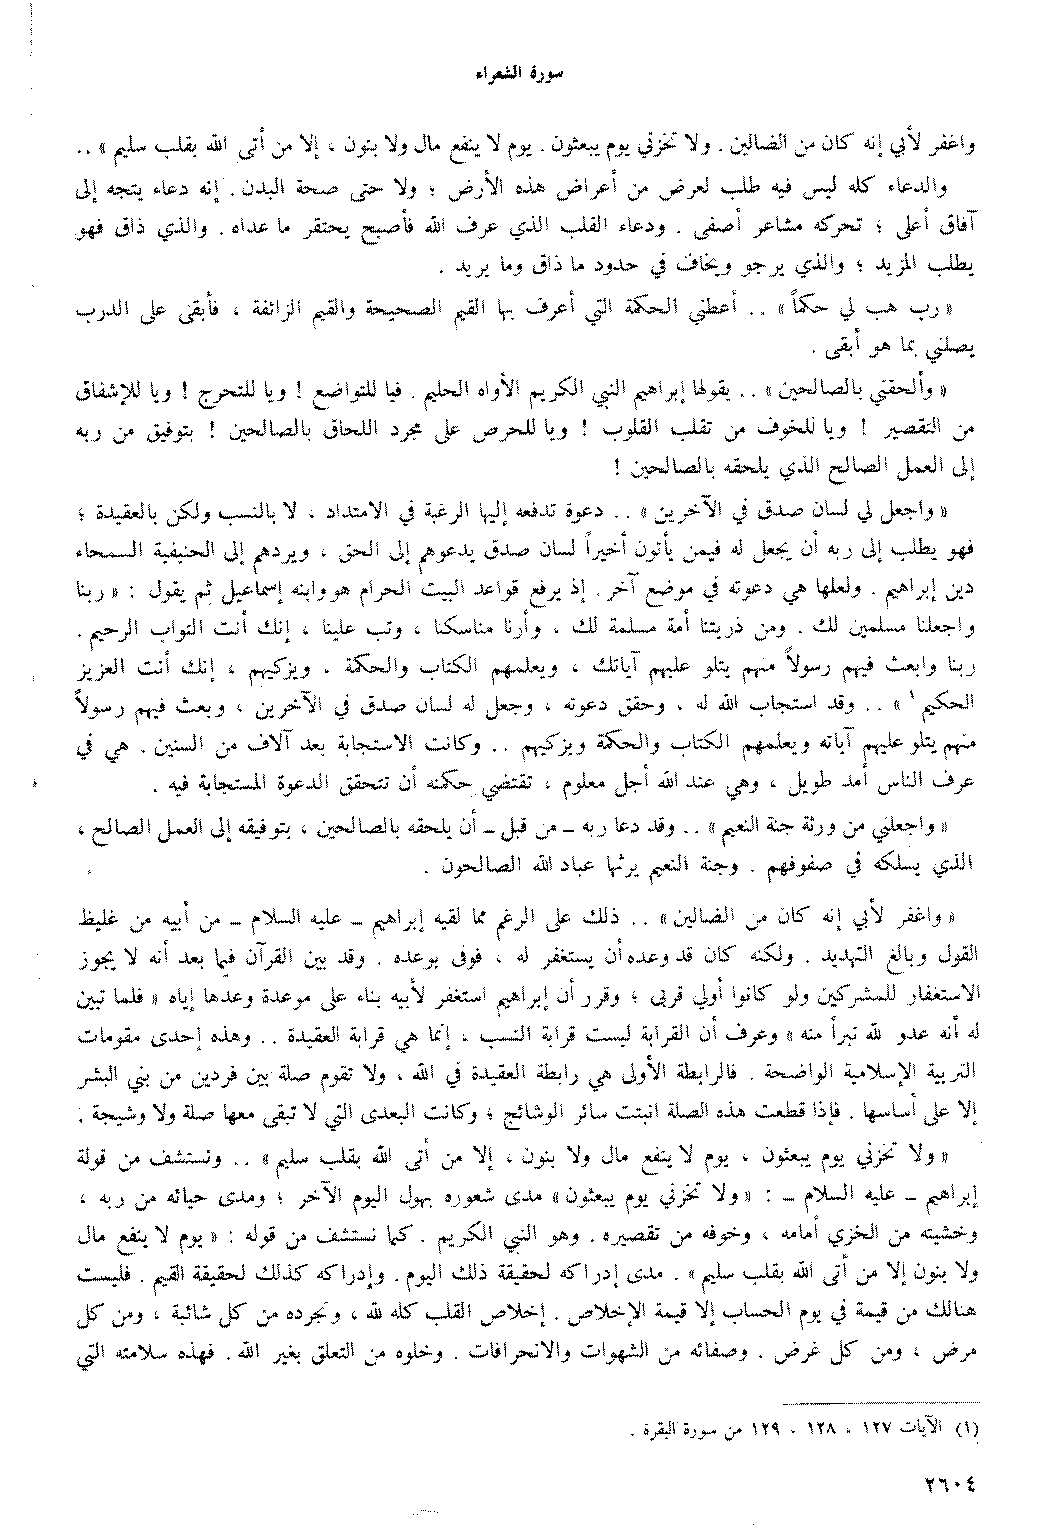 سورة الشعراء
واغفر لأبي إنه كان من الضالين. ولا تخزني يوم يبعثون. يوم لا ينفع مال ولا بنون ، إلا من أتى الله بقلب سليم » ..
والدعاء كله ليس فيه طلب لعرض من أعراض هذه الأرض ؛ ولا حتى صحة البدن. إنه دعاء يتجه إلى
آفاق أعلى ؛ تحركه مشاعر أصفى . ودعاء القلب الذي عرف الله فأصبح يحتقر ما عداه. والذي ذاق فهو
يطلب المزيد ؛ والذي يرجو ويخاف في حدود ما ذاق وما يريد .
« رب هب لي حكماً » .. أعطني الحكمة التي أعرف بها القيم الصحيحة والقيم الزائفة ، فأبقى على الدرب
يصلني بما هو أبقى .
« وألحقني بالصالحين » .. يقولها إبراهيم النبي الكريم الأواه الحليم. فيا للتواضع ! ويا للتحرج ! ويا للإشفاق
من التقصير ! ويا للخوف من تقلب القلوب ! ويا للحرص على مجرد اللحاق بالصالحين ! بتوفيق من ربه
إلى العمل الصالح الذي يلحقه بالصالحين !
« واجعل لي لسان صدق في الآخرين » .. دعوة تدفعه إليها الرغبة في الامتداد ، لا بالنسب ولكن بالعقيدة ؛
فهو يطلب إلى ربه أن يجعل له فيمن يأتون أخيراً لسان صدق يدعوهم إلى الحق ، ويردهم إلى الحنيفية السمحاء
دين إبراهيم . ولعلها هي دعوته في موضع آخر. إذ يرفع قواعد البيت الحرام هو وابنه إسماعيل ثم يقول : « ربنا
واجعلنا مسلمين لك . ومن ذريتنا أمة مسلمة لك ، وأرنا مناسكنا ، وتب علينا ، إنك أنت التواب الرحيم.
ربنا وابعث فيهم رسولاً منهم يتلو عليهم آياتك ، ويعلمهم الكتاب والحكمة . ويزكيهم ، إنك أنت العزيز
الحكيم ١ » .. وقد استجاب الله له ، وحقق دعوته ، وجعل له لسان صدق في الآخرين ، وبعث فيهم رسولاً
منهم يتلو عليهم آياته ويعلمهم الكتاب والحكمة ويزكيهم .. وكانت الاستجابة بعد آلاف من السنين. هي في
عرف الناس أمد طويل ، وهي عند الله أجل معلوم ، تقتضي حكمته أن تتحقق الدعوة المستجابة فيه .
« واجعلني من ورثة جنة النعيم » .. وقد دعا ربه – من قبل – أن يلحقه بالصالحين ، بتوفيقه إلى العمل الصالح ،
الذي يسلكه في صفوفهم . وجنة النعيم يرثها عباد الله الصالحون .
« واغفر لأبي إنه كان من الضالين » .. ذلك على الرغم مما لقيه إبراهيم – عليه السلام – من أبيه من غليظ
القول وبالغ التهديد . ولكنه كان قد وعده أن يستغفر له ، فوفى بوعده . وقد بين القرآن فيما بعد أنه لا يجوز
الاستغفار للمشركين ولو كانوا أولي قربى ؛ وقرر أن إبراهيم استغفر لأبيه بناء على موعدة وعدها إياه « فلما تبين
له أنه عدو لله تبرأ منه » وعرف أن القرابة ليست قرابة النسب ، إنما هي قرابة العقيدة .. وهذه إحدى مقومات
التربية الإسلامية الواضحة . فالرابطة الأولى هي رابطة العقيدة في الله ، ولا تقوم صلة بين فردين من بني البشر
إلا على أساسها . فإذا قطعت هذه الصلة انبتت سائر الوشائج ؛ وكانت البعدى التي لا تبقى معها صلة ولا وشيجة .
« ولا تخزني يوم يبعثون ، يوم لا ينفع مال ولا بنون ، إلا من أتى الله بقلب سليم » .. ونستشف من قولة
إبراهيم – عليه السلام – : « ولا تخزني يوم يبعثون » مدى شعوره بهول اليوم الآخر ؛ ومدى حيائه من ربه ،
وخشيته من الخزي أمامه ، وخوفه من تقصيره. وهو النبي الكريم . كما نستشف من قوله : « يوم لا ينفع مال
ولا بنون إلا من أتى الله بقلب سليم » . مدى إدراكه لحقيقة ذلك اليوم. وإدراكه كذلك لحقيقة القيم. فليست
هنالك من قيمة في يوم الحساب إلا قيمة الإخلاص . إخلاص القلب كله لله ، وتجرده من كل شائبة ، ومن كل
مرض ، ومن كل غرض . وصفائه من الشهوات والانحرافات . وخلوه من التعلق بغير الله. فهذه سلامته التي
(١) الآيات ١٢٧ ، ١٢٨ ، ١٢٩ من سورة البقرة .
٢٦٠٤